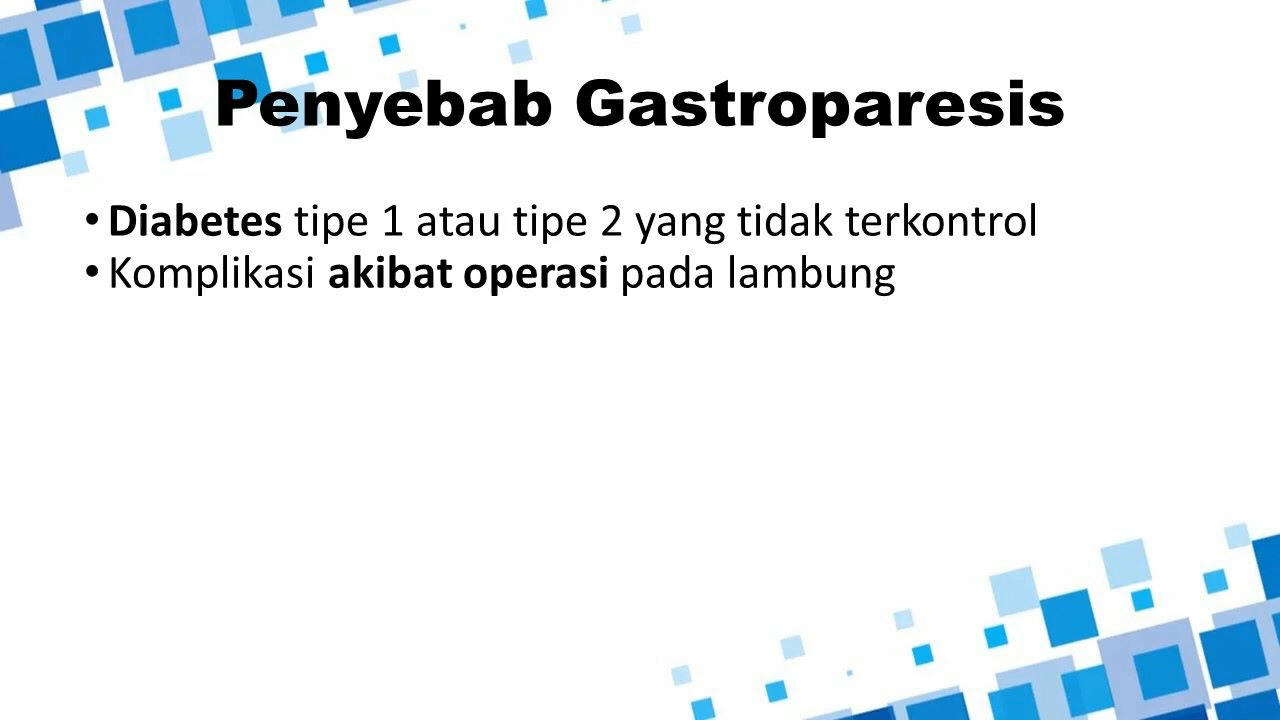 Penyebab Gastroparesis
• Diabetes tipe 1 atau tipe 2 yang tidak terkontrol
• Komplikasi akibat operasi pada lambung